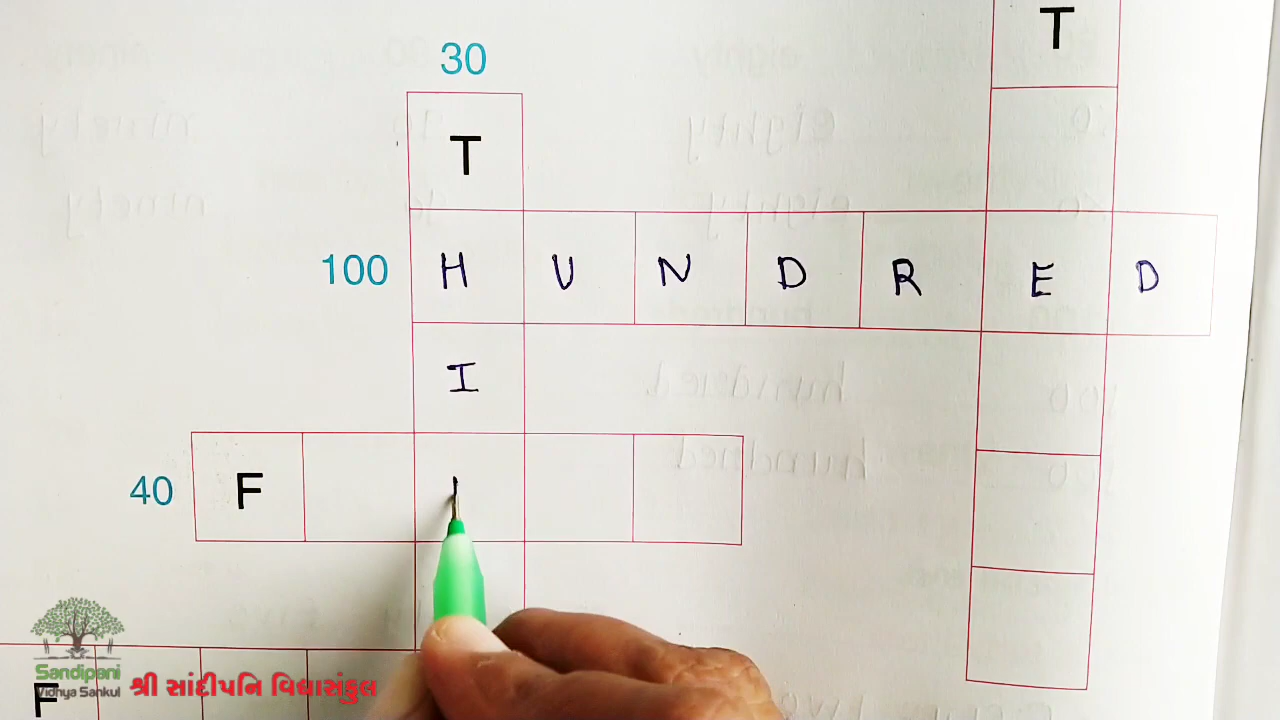 T
30
T
100 H U N D R E D
I
40 F
F
Sandipani
Vidhya Sankul
શ્રી સાંદીપનિ વિદ્યાસંકુલ